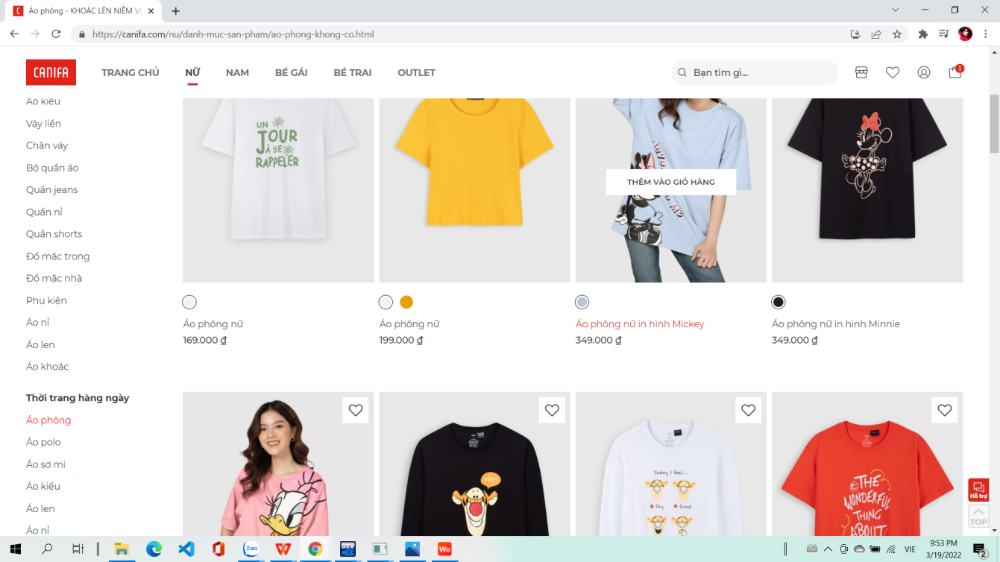 Áo phông - KHOÁC LÊN NIỀM VU
https://canifa.com/nu/danh-muc-san-pham/ao-phong-khong-co.html
CANIFA
TRANG CHỦ
NỮ
NAM
BÉ GÁI
BÉ TRAI
OUTLET
Bạn tìm gì...
1
Áo kiểu
Váy liền
Chân váy
Bộ quần áo
Quần jeans
Quần nỉ
Quần shorts
Đồ mặc trong
Đồ mặc nhà
Phụ kiện
Áo nỉ
Áo len
Áo khoác
Thời trang hàng ngày
Áo phông
Áo polo
Áo sơ mi
Áo kiểu
Áo len
Áo nỉ
UN
JOUR
À SE
RAPPELER
THÊM VÀO GIỎ HÀNG
Áo phông nữ
169.000 ₫
Áo phông nữ
199.000 ₫
Áo phông nữ in hình Mickey
349.000 ₫
Áo phông nữ in hình Minnie
349.000 ₫
YAY!
Today I feel...
Shy
Good
THE
WONDERFUL
THING
ABOUT
Hỗ trợ
TOP
Zalo
DEV
Wo
VIE
9:53 PM
3/19/2022
2